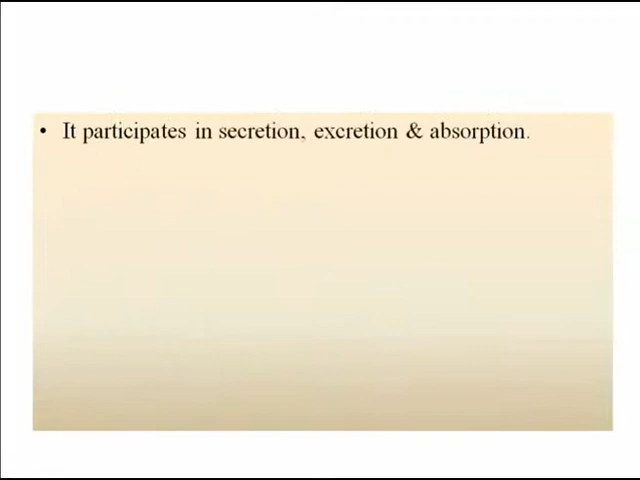 • It participates in secretion, excretion & absorption.